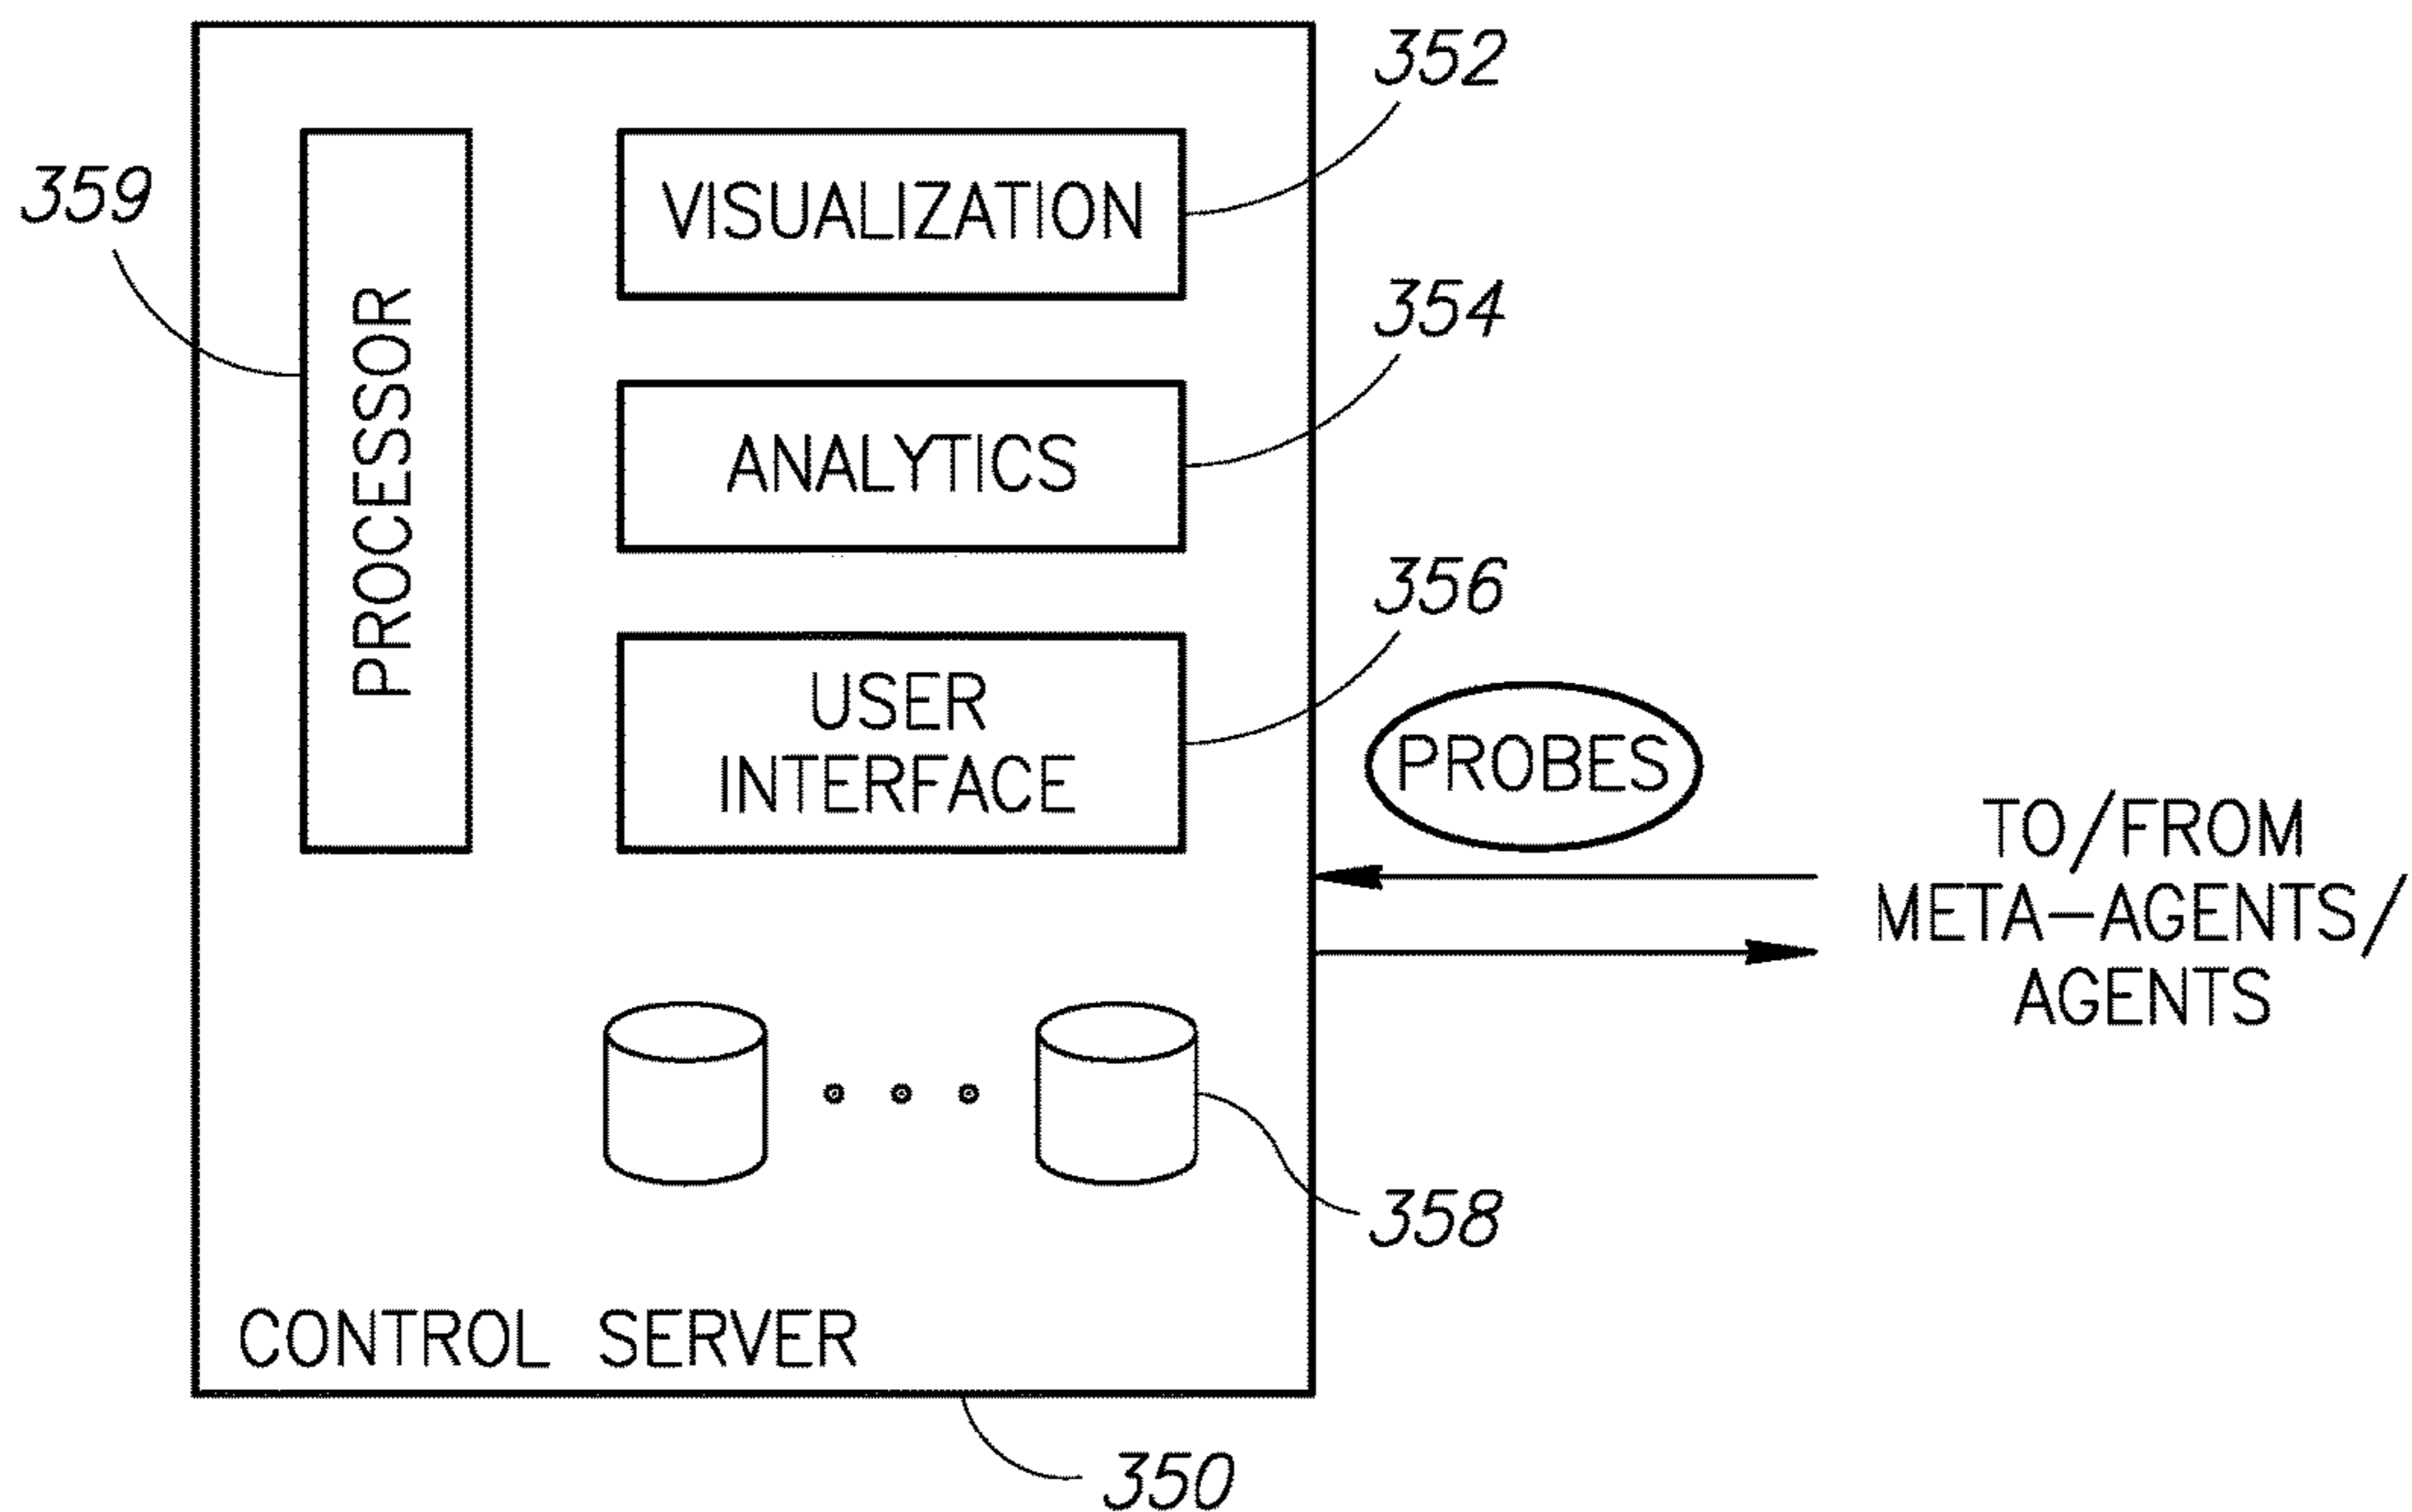 352
359
VISUALIZATION
354
PROCESSOR
ANALYTICS
356
USER
INTERFACE
PROBES
TO/FROM
META-AGENTS/
AGENTS
358
CONTROL SERVER
350